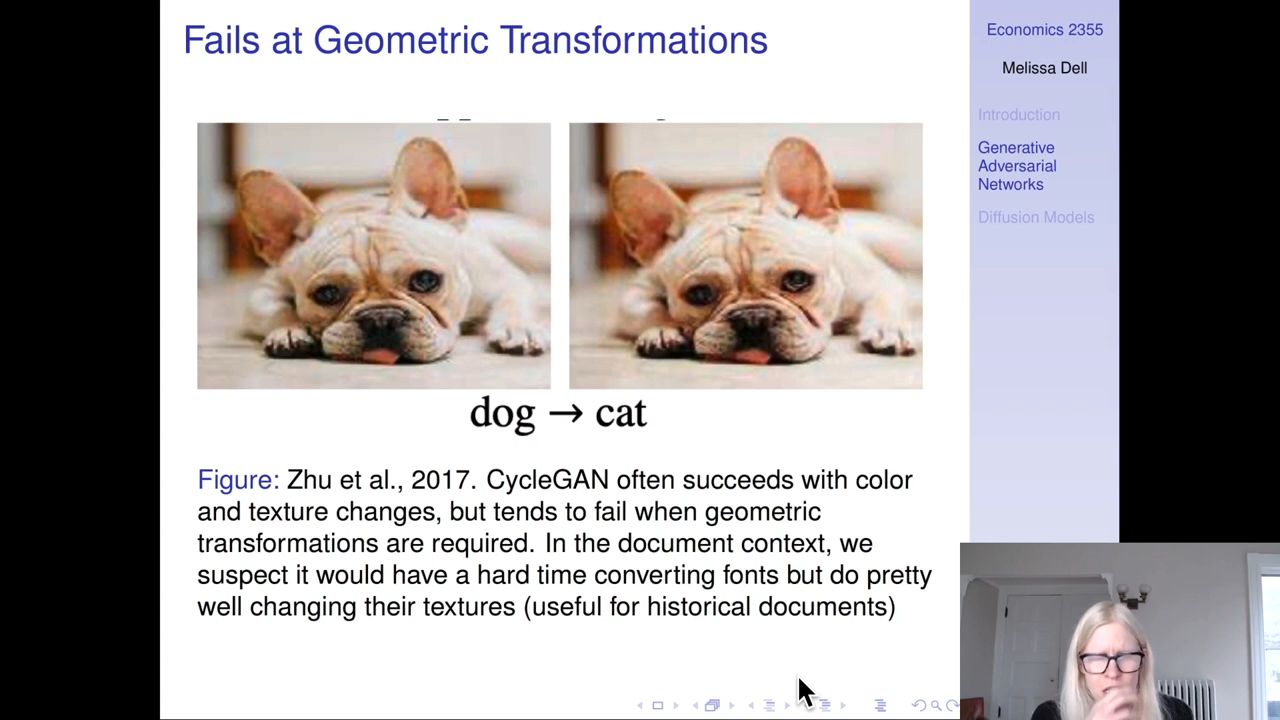 Fails at Geometric Transformations
dog → cat
Figure: Zhu et al., 2017. CycleGAN often succeeds with color
and texture changes, but tends to fail when geometric
transformations are required. In the document context, we
suspect it would have a hard time converting fonts but do pretty
well changing their textures (useful for historical documents)
Economics 2355
Melissa Dell
Introduction
Generative
Adversarial
Networks
Diffusion Models